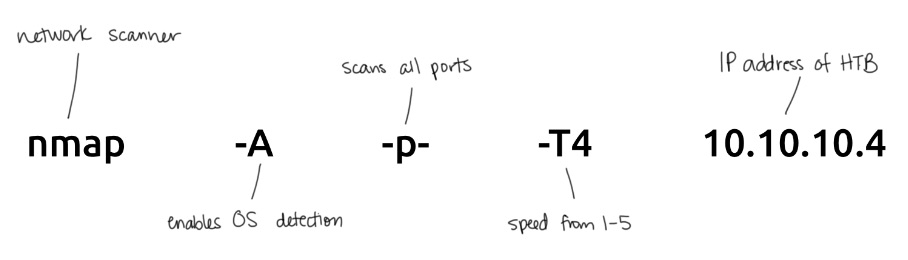 network scanner
scans all ports
IP address of HTB
nmap -A -p- -T4 10.10.10.4
enables OS detection
speed from 1-5